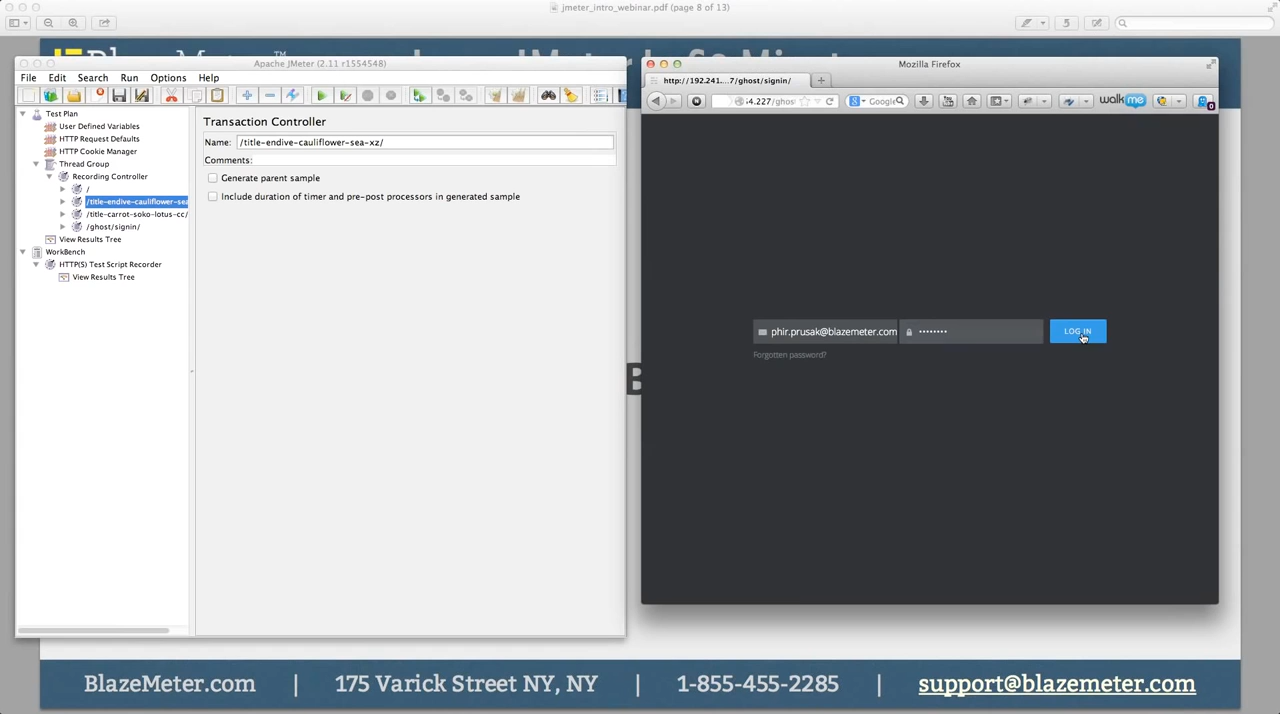 jmeter_intro_webinar.pdf (page 8 of 13)
BlazeMeter™
Apache JMeter (2.11 r1554548)
File Edit Search Run Options Help
Test Plan
User Defined Variables
HTTP Request Defaults
HTTP Cookie Manager
Thread Group
Recording Controller
/
/title-endive-cauliflower-sea
/title-carrot-soko-lotus-cc/
/ghost/signin/
View Results Tree
WorkBench
HTTP(S) Test Script Recorder
View Results Tree
Transaction Controller
Name: /title-endive-cauliflower-sea-xz/
Comments:
Generate parent sample
Include duration of timer and pre-post processors in generated sample
B
Mozilla Firefox
http://192.241....7/ghost/signin/
i4.227/ghos
Google
walkme
0
phir.prusak@blazemeter.com
••••••••
LOG IN
Forgotten password?
BlazeMeter.com | 175 Varick Street NY, NY | 1-855-455-2285 | support@blazemeter.com